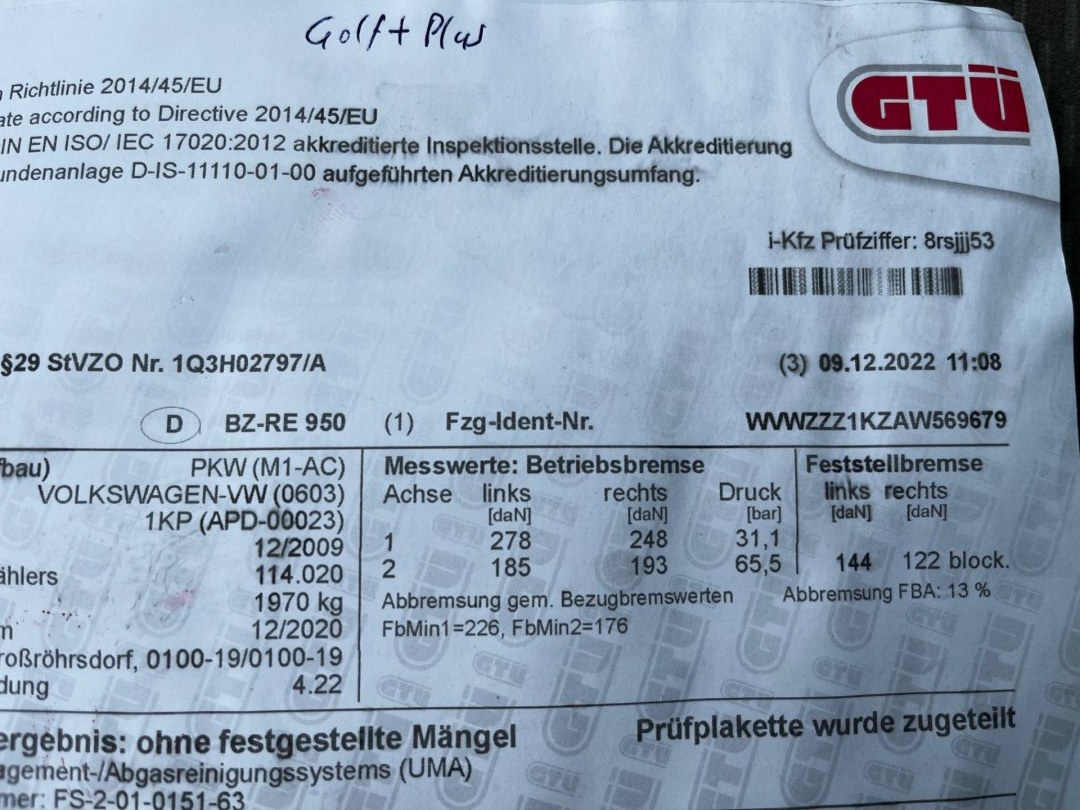 Golf + Plus
GTÜ
Richtlinie 2014/45/EU
ate according to Directive 2014/45/EU
IN EN ISO/ IEC 17020:2012 akkreditierte Inspektionsstelle. Die Akkreditierung
undenanlage D-IS-11110-01-00 aufgeführten Akkreditierungsumfang.
i-Kfz Prüfziffer: 8rsjjj53
§29 StVZO Nr. 1Q3H02797/A (3) 09.12.2022 11:08
D BZ-RE 950 (1) Fzg-Ident-Nr. WVWZZZ1KZAW569679
fbau) PKW (M1-AC) Messwerte: Betriebsbremse Feststellbremse
VOLKSWAGEN-VW (0603) Achse links rechts Druck links rechts
[daN] [daN] [bar] [daN] [daN]
1KP (APD-00023)
12/2009 1 278 248 31,1
ählers 114.020 2 185 193 65,5 144 122 block.
1970 kg Abbremsung gem. Bezugbremswerten Abbremsung FBA: 13 %
m 12/2020 FbMin1=226, FbMin2=176
roßröhrsdorf, 0100-19/0100-19
dung 4.22
ergebnis: ohne festgestellte Mängel Prüfplakette wurde zugeteilt
agement-/Abgasreinigungssystems (UMA)
mer: FS-2-01-0151-63